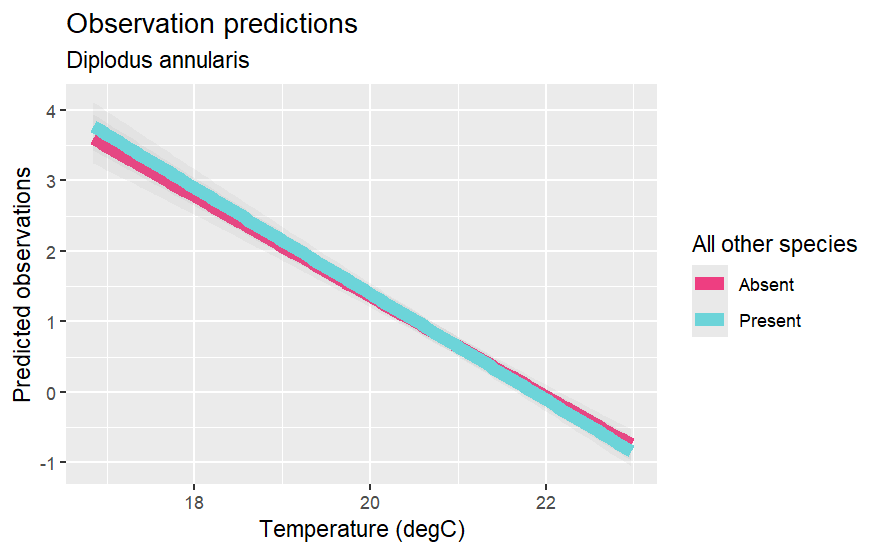 Observation predictions
Diplodus annularis
4
3
2
1
0
-1
Predicted observations
18
20
22
Temperature (degC)
All other species
Absent
Present